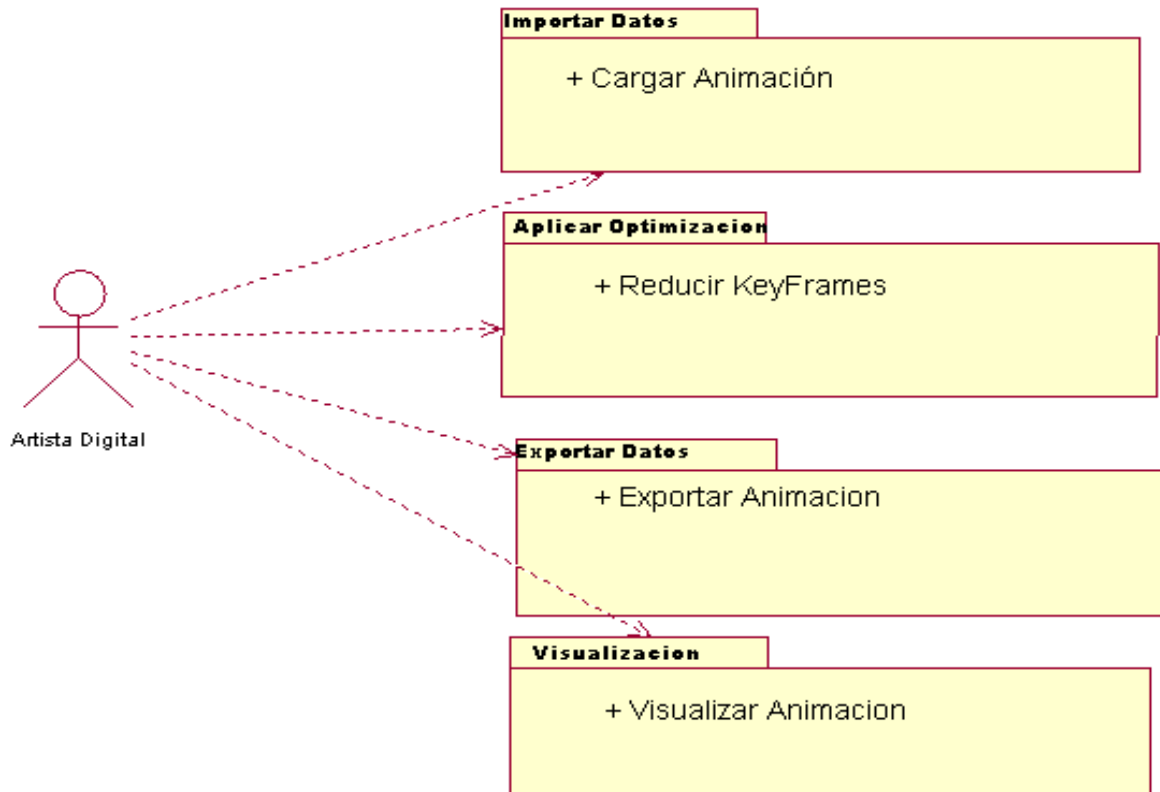 Importar Datos
+ Cargar Animación
Aplicar Optimizacion
+ Reducir KeyFrames
Artista Digital
Exportar Datos
+ Exportar Animacion
Visualizacion
+ Visualizar Animacion